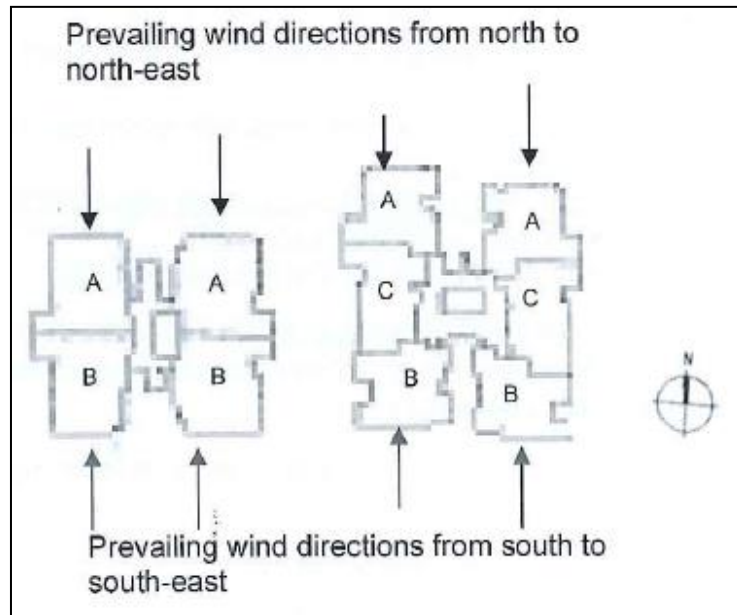 Prevailing wind directions from north to
north-east
A
A
A
A
C
C
B
B
B
B
N
Prevailing wind directions from south to
south-east